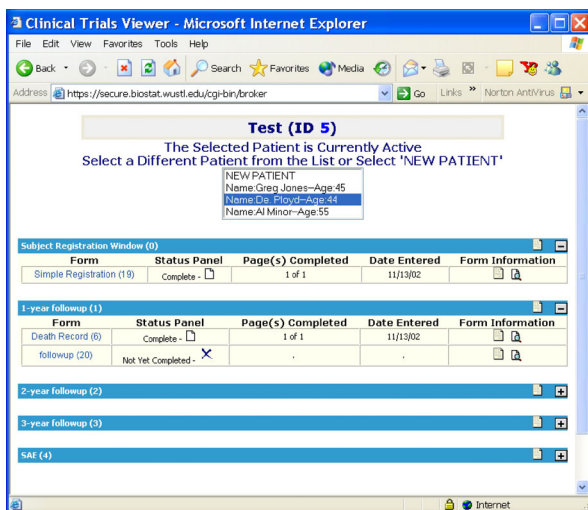 Clinical Trials Viewer - Microsoft Internet Explorer
File Edit View Favorites Tools Help
Back Search Favorites Media
Address https://secure.biostat.wustl.edu/cgi-bin/broker Go Links » Norton AntiVirus
Test (ID 5)
The Selected Patient is Currently Active
Select a Different Patient from the List or Select 'NEW PATIENT'
NEW PATIENT
Name:Greg Jones--Age:45
Name:De. Ployd--Age:44
Name:Al Minor--Age:55
Subject Registration Window (0)
Form Status Panel Page(s) Completed Date Entered Form Information
Simple Registration (19) Complete - 1 of 1 11/13/02
1-year followup (1)
Form Status Panel Page(s) Completed Date Entered Form Information
Death Record (6) Complete - 1 of 1 11/13/02
followup (20) Not Yet Completed - . .
2-year followup (2)
3-year followup (3)
SAE (4)
Internet